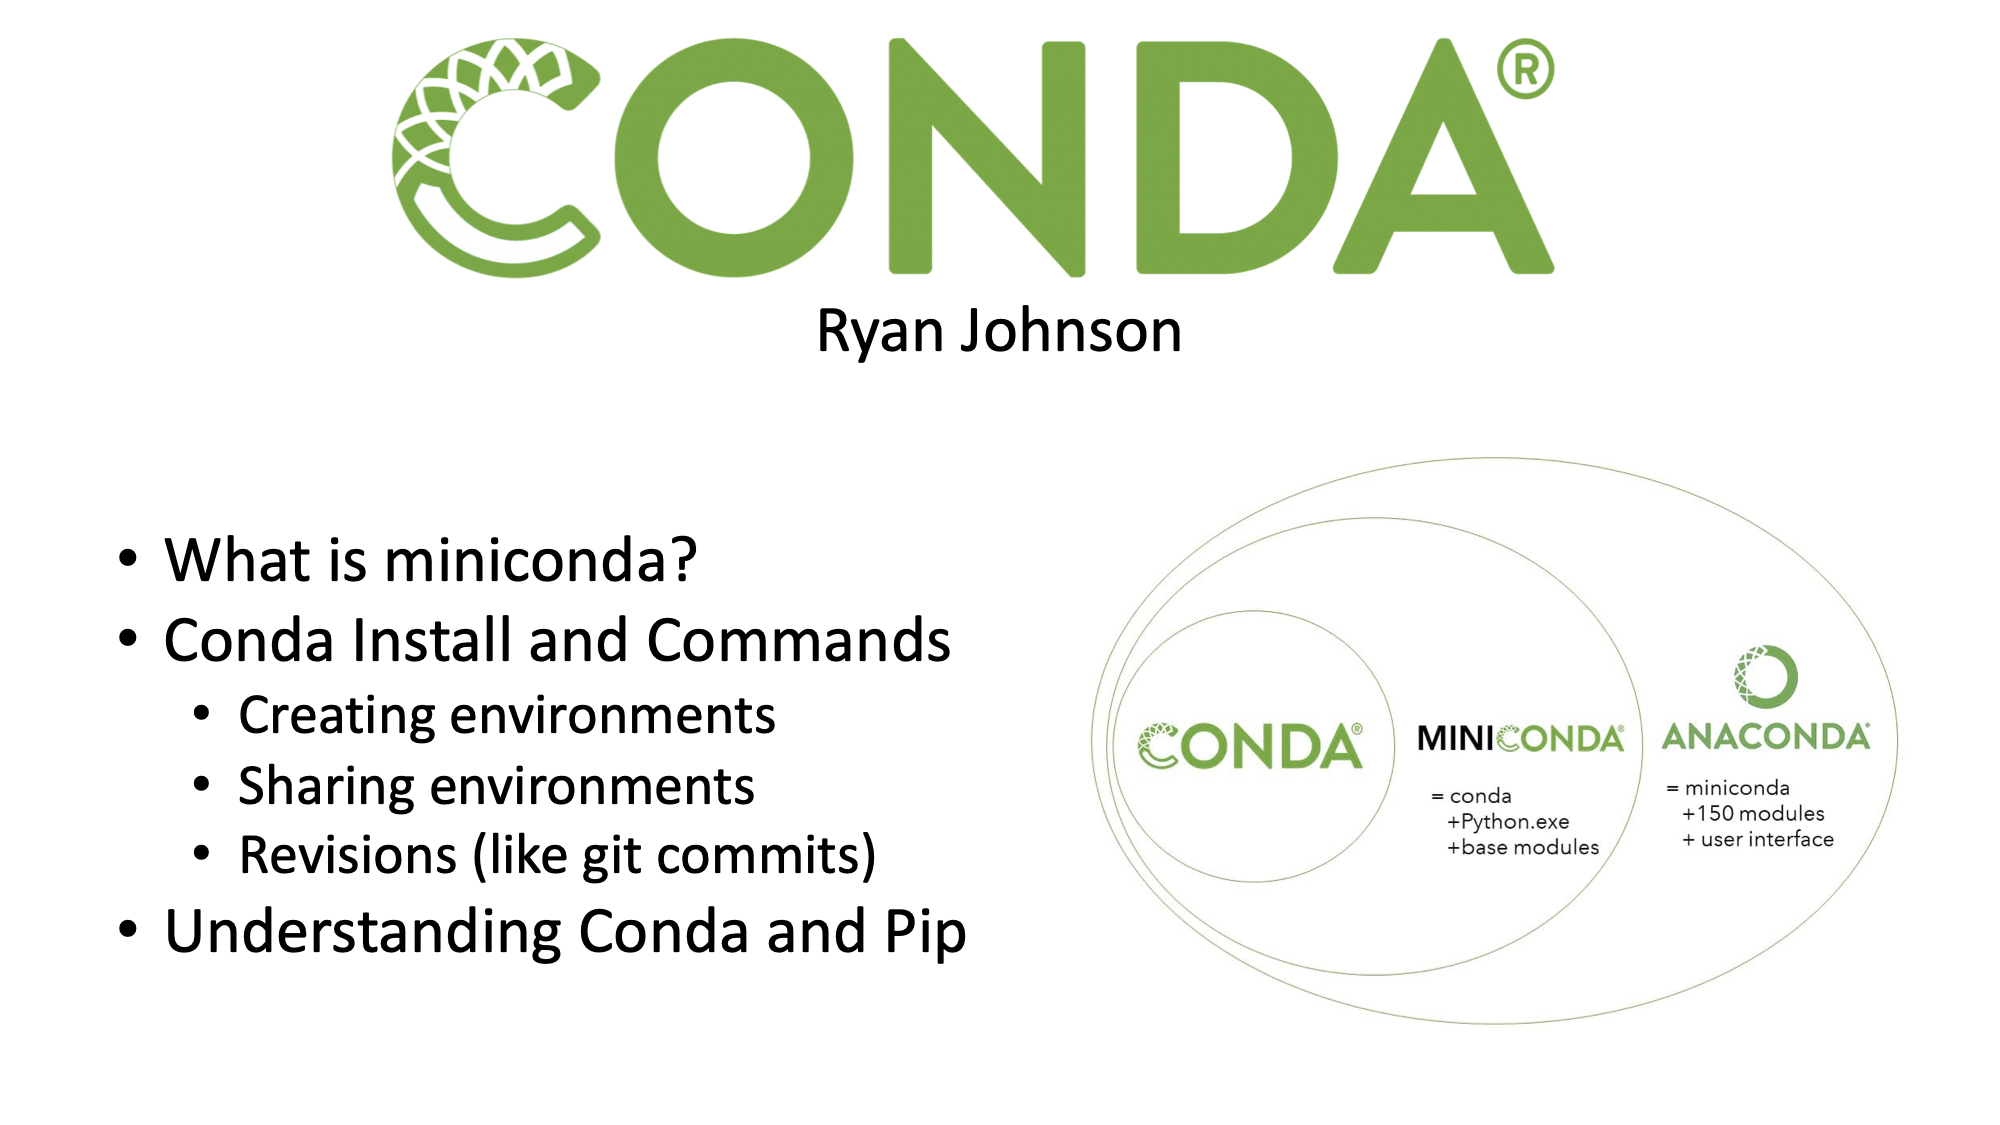 CONDA®
Ryan Johnson
• What is miniconda?
• Conda Install and Commands
• Creating environments
• Sharing environments
• Revisions (like git commits)
• Understanding Conda and Pip
CONDA®
MINICONDA®
= conda
+Python.exe
+base modules
ANACONDA®
= miniconda
+150 modules
+ user interface